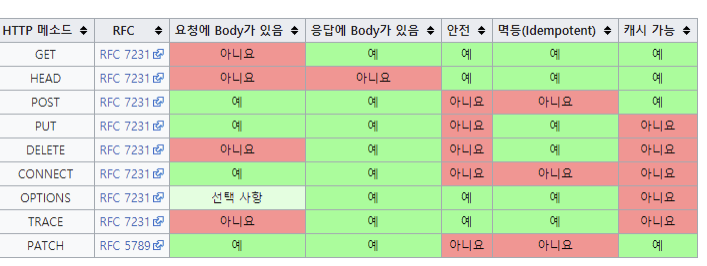 HTTP 메소드 RFC 요청에 Body가 있음 응답에 Body가 있음 안전 멱등(Idempotent) 캐시 가능
GET RFC 7231 아니요 예 예 예 예
HEAD RFC 7231 아니요 아니요 예 예 예
POST RFC 7231 예 예 아니요 아니요 예
PUT RFC 7231 예 예 아니요 예 아니요
DELETE RFC 7231 아니요 예 아니요 예 아니요
CONNECT RFC 7231 예 예 아니요 아니요 아니요
OPTIONS RFC 7231 선택 사항 예 예 예 아니요
TRACE RFC 7231 아니요 예 예 예 아니요
PATCH RFC 5789 예 예 아니요 아니요 예